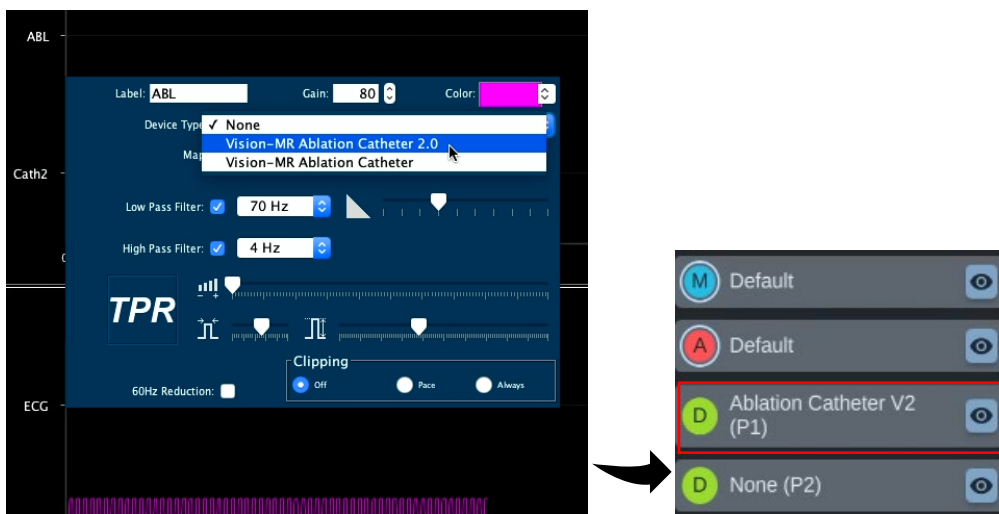 ABL
Label: ABL Gain: 80 Color:
Device Type ✓ None
Vision-MR Ablation Catheter 2.0
Map
Vision-MR Ablation Catheter
Cath2
Low Pass Filter: 70 Hz
High Pass Filter: 4 Hz
0
TPR
- +
Clipping
60Hz Reduction: Off Pace Always
ECG
M Default
A Default
D Ablation Catheter V2
(P1)
D None (P2)